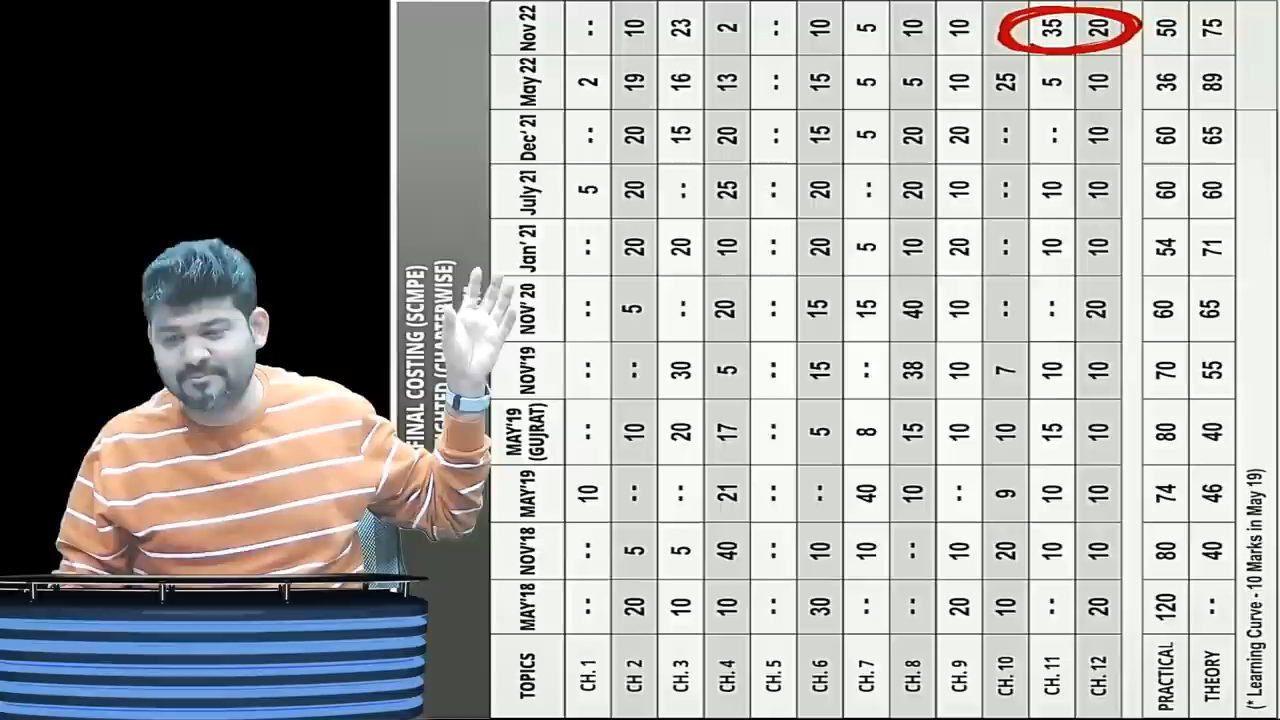 FINAL COSTING (SCMPE)
TOPICS MAY'18 NOV'18 MAY'19 MAY'19 (GUJRAT) NOV'19 NOV' 20 Jan' 21 July 21 Dec' 21 May 22 Nov 22
CH. 1 -- -- 10 -- -- -- -- 5 -- 2 --
CH 2 20 5 -- 10 -- 5 20 20 20 19 10
CH. 3 10 5 -- 20 30 -- 20 -- 15 16 23
CH. 4 10 40 21 17 5 20 10 25 20 13 2
CH. 5 -- -- -- -- -- -- -- -- -- -- --
CH. 6 30 10 -- 5 15 15 20 20 15 15 10
CH. 7 -- 10 40 8 -- 15 5 -- 5 5 5
CH. 8 -- -- 10 15 38 40 10 20 20 5 10
CH. 9 20 10 -- 10 10 10 20 10 20 10 10
CH. 10 10 20 9 10 7 -- -- -- -- 25
CH. 11 -- 10 10 15 10 -- 10 10 -- 5 35
CH. 12 20 10 10 10 10 20 10 10 10 10 20
PRACTICAL 120 80 74 80 70 60 54 60 60 36 50
THEORY -- 40 46 40 55 65 71 60 65 89 75
(* Learning Curve - 10 Marks in May 19)